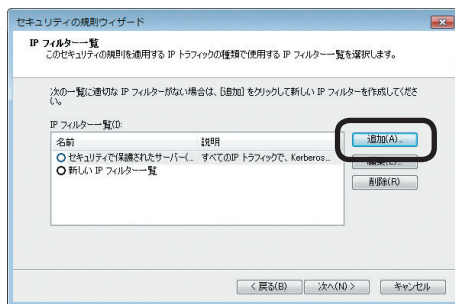 セキュリティの規則ウィザード
IP フィルター一覧
このセキュリティの規則を適用する IP トラフィックの種類で使用する IP フィルター一覧を選択します。
次の一覧に適切な IP フィルターがない場合は、[追加] をクリックして新しい IP フィルターを作成してくださ
い。
IP フィルター一覧(I):
名前 説明
セキュリティで保護されたサーバー(... すべてのIP トラフィックで、Kerberos...
新しい IP フィルター一覧
追加(A)...
編集(E)...
削除(R)
< 戻る(B) 次へ(N) > キャンセル